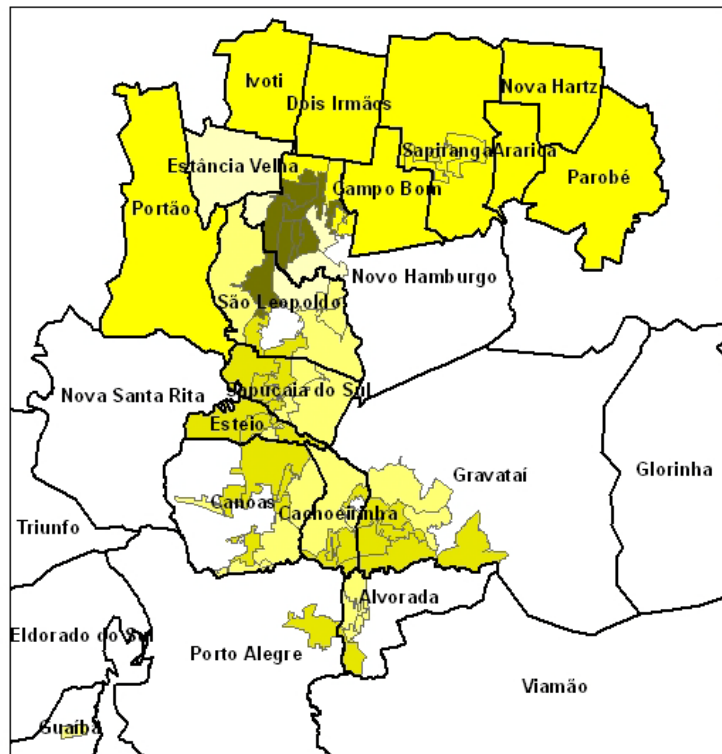 Ivoti
Nova Hartz
Dois Irmãos
Sapiranga
Araricá
Estância Velha
Campo Bom
Parobé
Portão
Novo Hamburgo
São Leopoldo
Nova Santa Rita
Sapucaia do Sul
Esteio
Gravataí
Glorinha
Canoas
Cachoeirinha
Triunfo
Alvorada
Eldorado do Sul
Porto Alegre
Viamão
Guaíba